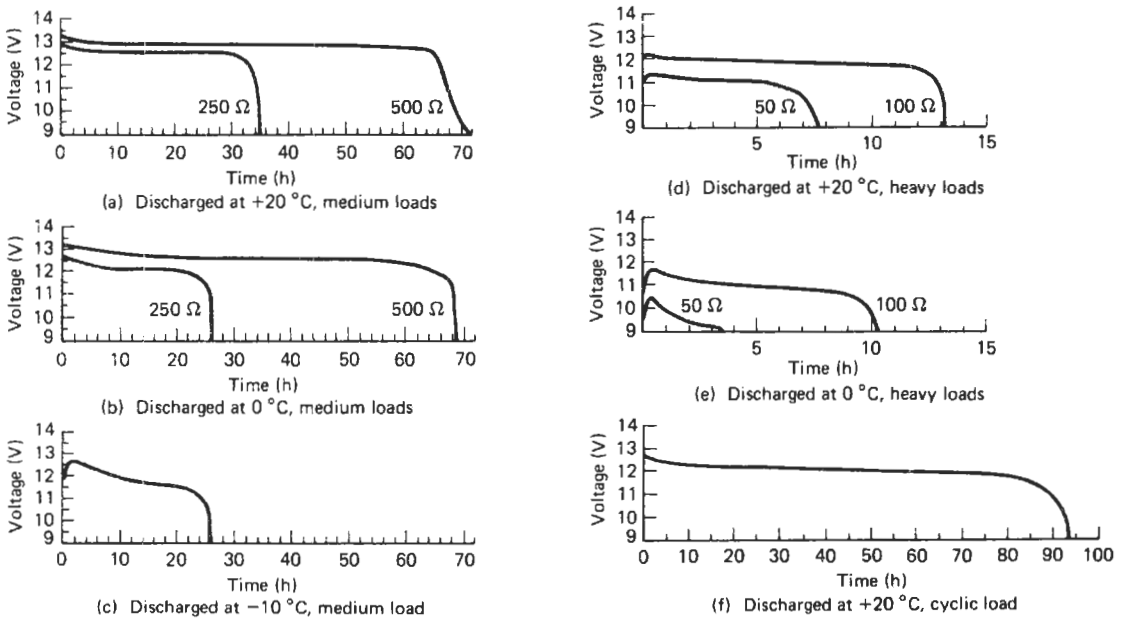 Voltage (V)
14
13
12
11
10
9
250 Ω
500 Ω
0
10
20
30
40
50
60
70
Time (h)
(a) Discharged at +20 °C, medium loads
Voltage (V)
14
13
12
11
10
9
250 Ω
500 Ω
0
10
20
30
40
50
60
70
Time (h)
(b) Discharged at 0 °C, medium loads
Voltage (V)
14
13
12
11
10
9
0
10
20
30
40
50
60
70
Time (h)
(c) Discharged at −10 °C, medium load
Voltage (V)
14
13
12
11
10
9
50 Ω
100 Ω
5
10
15
Time (h)
(d) Discharged at +20 °C, heavy loads
Voltage (V)
14
13
12
11
10
9
50 Ω
100 Ω
5
10
15
Time (h)
(e) Discharged at 0 °C, heavy loads
Voltage (V)
14
13
12
11
10
9
0
10
20
30
40
50
60
70
80
90
100
Time (h)
(f) Discharged at +20 °C, cyclic load